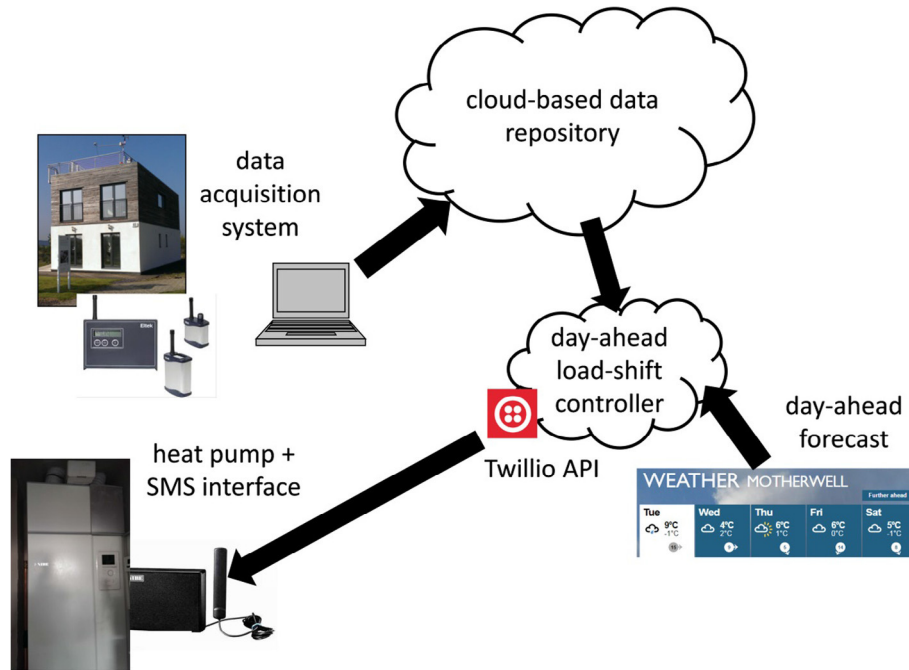 cloud-based data
repository
data
acquisition
system
Eltek
day-ahead
load-shift
controller
day-ahead
forecast
Twillio API
heat pump +
SMS interface
WEATHER MOTHERWELL
Further ahead
Tue
Wed
Thu
Fri
Sat
9°C
-1°C
4°C
2°C
6°C
1°C
6°C
0°C
5°C
-1°C